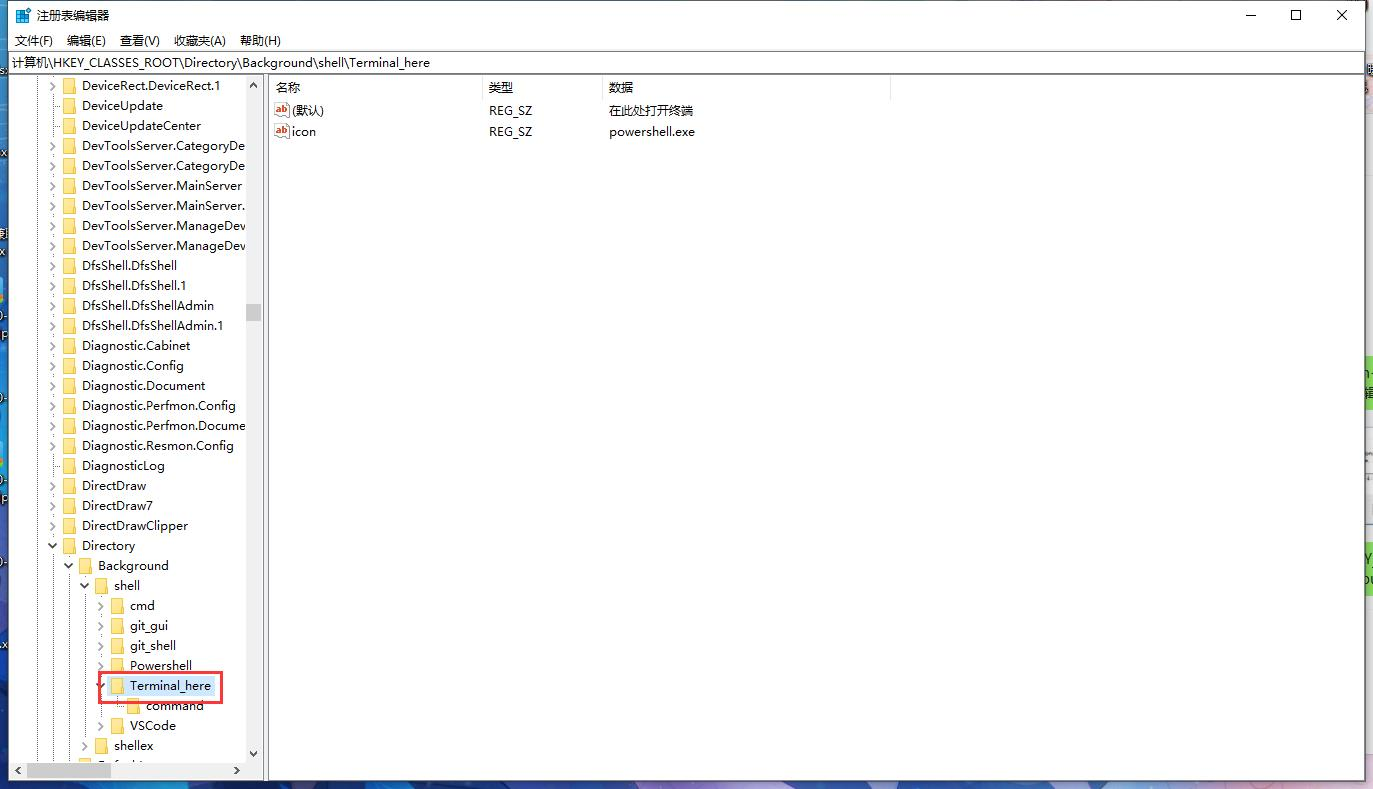 注册表编辑器
文件(F) 编辑(E) 查看(V) 收藏夹(A) 帮助(H)
计算机\HKEY_CLASSES_ROOT\Directory\Background\shell\Terminal_here
DeviceRect.DeviceRect.1
DeviceUpdate
DeviceUpdateCenter
DevToolsServer.CategoryDe
DevToolsServer.CategoryDe
DevToolsServer.MainServer
DevToolsServer.MainServer.
DevToolsServer.ManageDev
DevToolsServer.ManageDev
DfsShell.DfsShell
DfsShell.DfsShell.1
DfsShell.DfsShellAdmin
DfsShell.DfsShellAdmin.1
Diagnostic.Cabinet
Diagnostic.Config
Diagnostic.Document
Diagnostic.Perfmon.Config
Diagnostic.Perfmon.Docume
Diagnostic.Resmon.Config
DiagnosticLog
DirectDraw
DirectDraw7
DirectDrawClipper
Directory
Background
shell
cmd
git_gui
git_shell
Powershell
Terminal_here
command
VSCode
shellex
名称 类型 数据
ab (默认) REG_SZ 在此处打开终端
ab icon REG_SZ powershell.exe